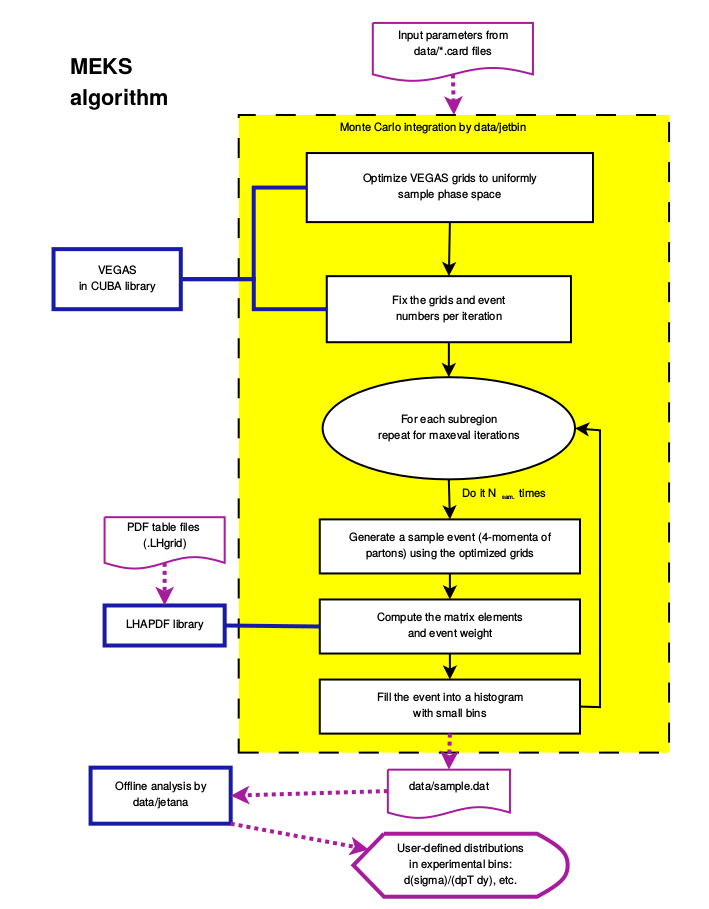 MEKS
algorithm
Input parameters from
data/*.card files
Monte Carlo integration by data/jetbin
Optimize VEGAS grids to uniformly
sample phase space
VEGAS
in CUBA library
Fix the grids and event
numbers per iteration
For each subregion
repeat for maxeval iterations
Do it N sam. times
PDF table files
(.LHgrid)
Generate a sample event (4-momenta of
partons) using the optimized grids
LHAPDF library
Compute the matrix elements
and event weight
Fill the event into a histogram
with small bins
Offline analysis by
data/jetana
data/sample.dat
User-defined distributions
in experimental bins:
d(sigma)/(dpT dy), etc.